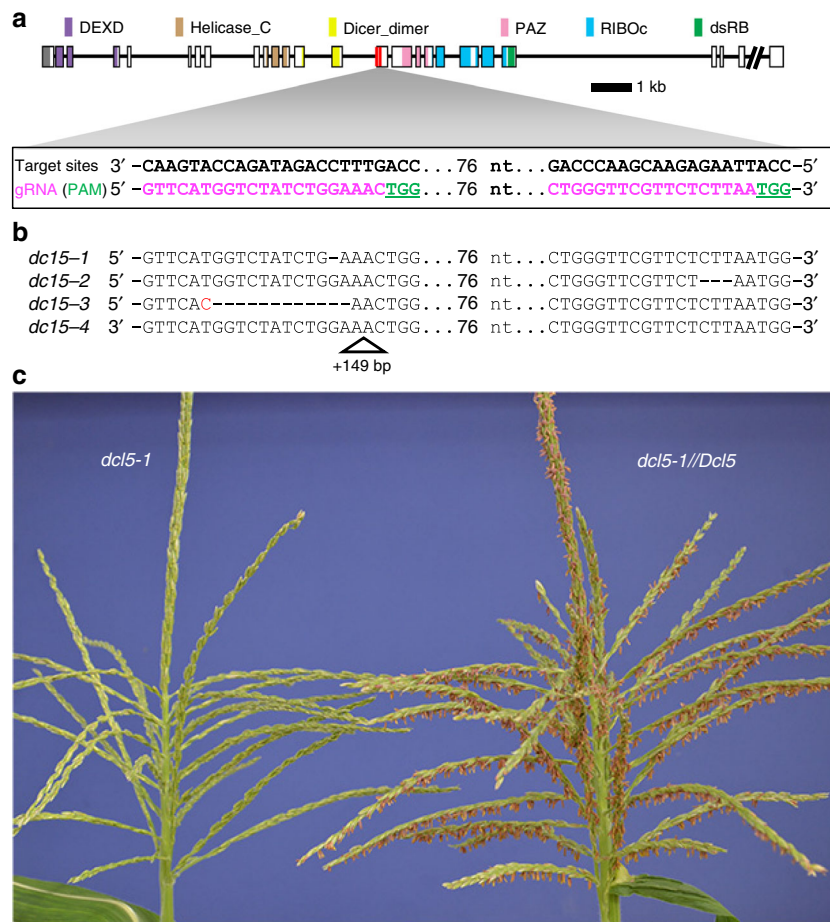 a
DEXD Helicase_C Dicer_dimer PAZ RIBOc dsRB
1 kb
Target sites 3′ –CAAGTACCAGATAGACCTTTGACC...76 nt...GACCCAAGCAAGAGAATTACC–5′
gRNA (PAM) 5′ –GTTCATGGTCTATCTGGAAACTGG...76 nt...CTGGGTTCGTTCTCTTAATGG–3′
b
dc15–1 5′ –GTTCATGGTCTATCTG–AAACTGG...76 nt...CTGGGTTCGTTCTCTTAATGG–3′
dc15–2 5′ –GTTCATGGTCTATCTGGAAACTGG...76 nt...CTGGGTTCGTTCT–––AATGG–3′
dc15–3 5′ –GTTCAC–––––––––––––AACTGG...76 nt...CTGGGTTCGTTCTCTTAATGG–3′
dc15–4 3′ –GTTCATGGTCTATCTGGAAACTGG...76 nt...CTGGGTTCGTTCTCTTAATGG–3′
+149 bp
c
dcl5-1 dcl5-1//Dcl5